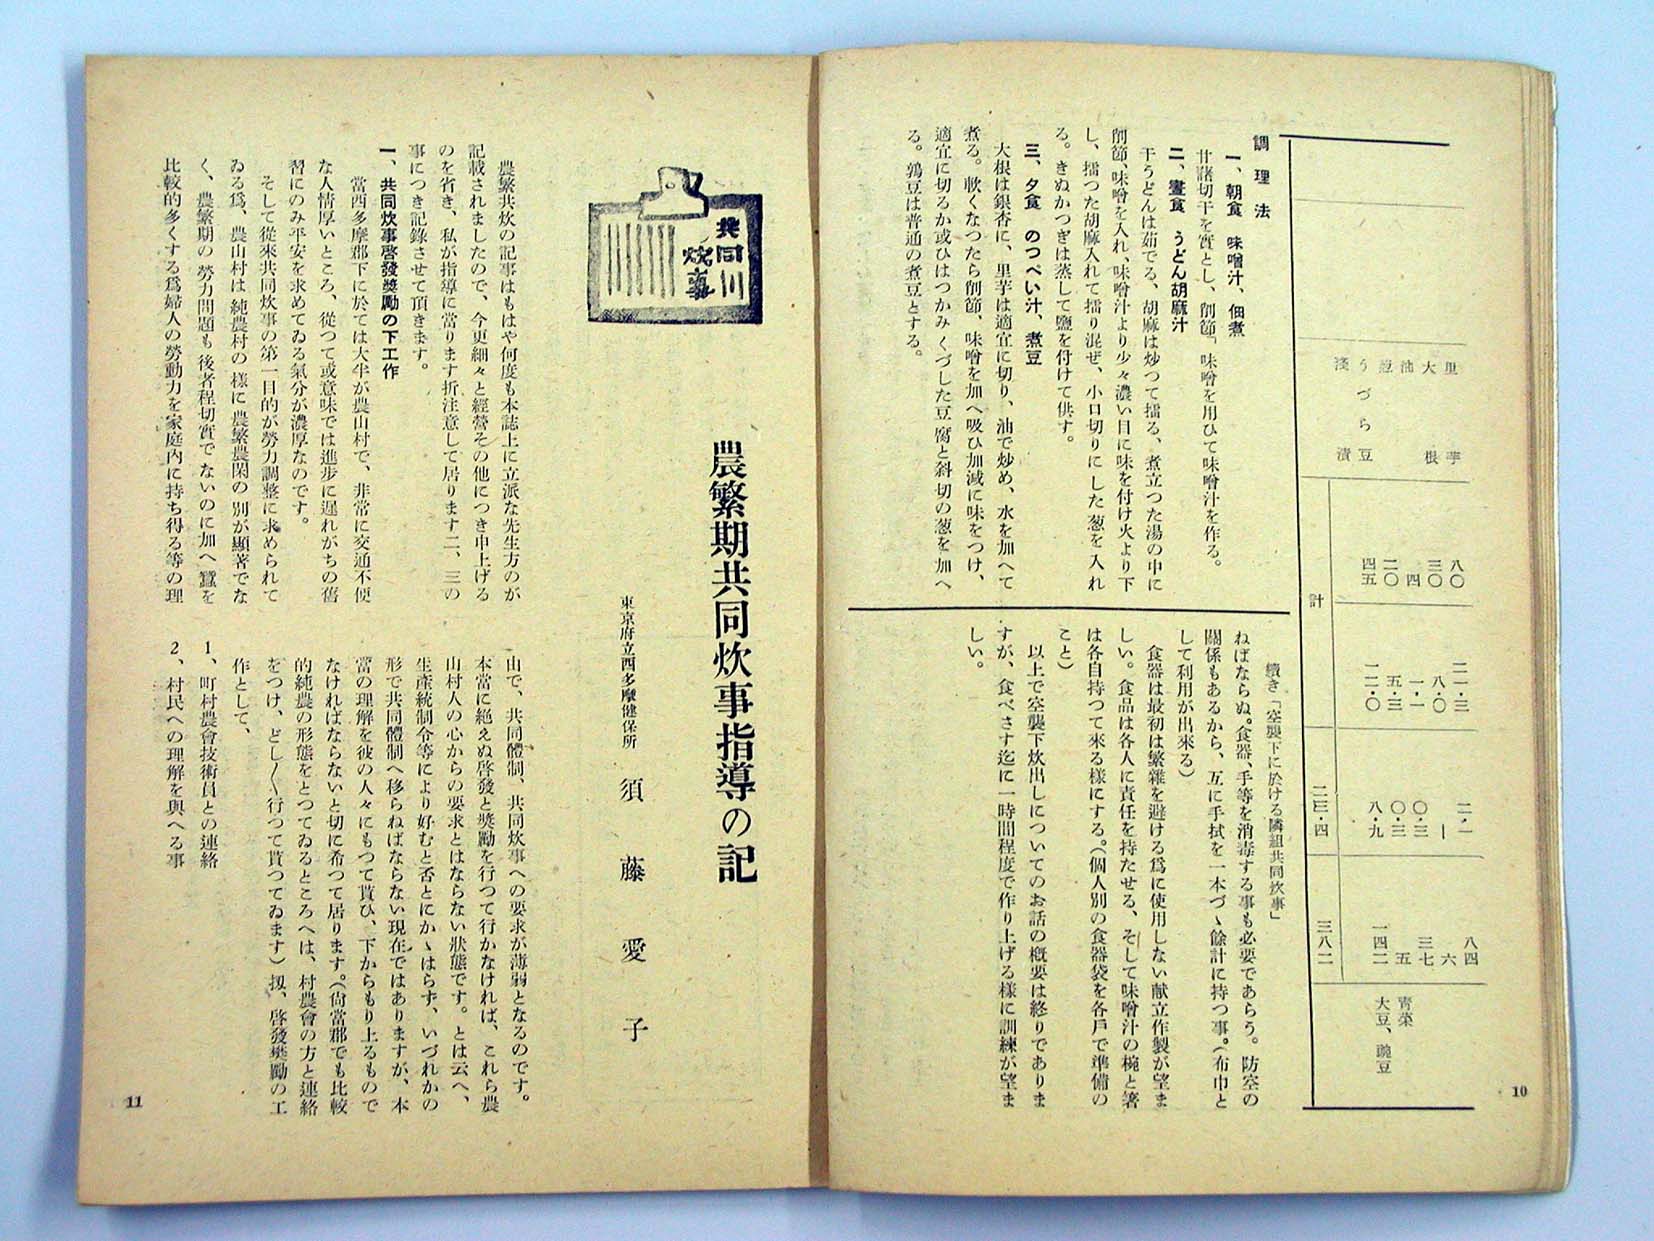 里芋
大根
油
葱
うづら豆
淺漬
八〇
三〇
四
二〇
四五
計
二一・三
八・〇
一・一
五・三
一二・〇
二・一
〇・三
—
〇・三
八・九
二三・四
八四
六
三七
五
一四二
三八二
青菜
大豆、豌豆
調理法
一、朝食　味噌汁、佃煮
甘藷切干を實とし、削節、味噌を用ひて味噌汁を作る。
二、晝食　うどん胡麻汁
干うどんは茹でる、胡麻は炒つて擂る、煮立つた湯の中に
削節、味噌を入れ、味噌汁より少々濃い目に味を付け火より下
し、擂つた胡麻入れて擂り混ぜ、小口切りにした葱を入れ
る。きぬかつぎは蒸して鹽を付けて供す。
三、夕食　のつぺい汁、煮豆
大根は銀杏に、里芋は適宜に切り、油で炒め、水を加へて
煮る。軟くなつたら削節、味噌を加へ吸ひ加減に味をつけ、
適宜に切るか或ひはつかみくづした豆腐と斜切の葱を加へ
る。鶉豆は普通の煮豆とする。
續き「空襲下に於ける隣組共同炊事」
ねばならぬ。食器、手等を消毒する事も必要であらう。防空の
關係もあるから、互に手拭を一本づゝ餘計に持つ事。（布巾と
して利用が出來る）
食器は最初は繁雜を避ける爲に使用しない献立作製が望ま
しい。食品は各人に責任を持たせる、そして味噌汁の椀と箸
は各自持つて來る樣にする。（個人別の食器袋を各戶で準備の
こと）
以上で空襲下炊出しについてのお話の概要は終りでありま
すが、食べさす迄に一時間程度で作り上げる樣に訓練が望ま
しい。
10
農繁期共同炊事指導の記
東京府立西多摩健保所　須藤愛子
共同
炊事
農繁共炊の記事はもはや何度も本誌上に立派な先生方のが
記載されましたので、今更細々と經營その他につき申上げる
のを省き、私が指導に當ります折注意して居ります二、三の
事につき記錄させて頂きます。
一、共同炊事啓發奬勵の下工作
當西多摩郡下に於ては大半が農山村で、非常に交通不便
な人情厚いところ、從つて或意味では進步に遲れがちの舊
習にのみ平安を求めてゐる氣分が濃厚なのです。
そして從來共同炊事の第一目的が勞力調整に求められて
ゐる爲、農山村は純農村の樣に農繁農閑の別が顯著でな
く、農繁期の勞力問題も後者程切實でないのに加へ蠶を
比較的多くする爲婦人の勞動力を家庭內に持ち得る等の理
山で、共同體制、共同炊事への要求が薄弱となるのです。
本當に絶えぬ啓發と奬勵を行つて行かなければ、これら農
山村人の心からの要求とはならない狀態です。とは云へ、
生產統制令等により好むと否とにかゝはらず、いづれかの
形で共同體制へ移らねばならない現在ではありますが、本
當の理解を彼の人々にもつて貰ひ、下からもり上るもので
なければならないと切に希つて居ります。（尙當郡でも比較
的純農の形態をとつてゐるところへは、村農會の方と連絡
をつけ、どし〱行つて貰つてゐます）扨、啓發奬勵の工
作として、
1、町村農會技術員との連絡
2、村民への理解を與へる事
11